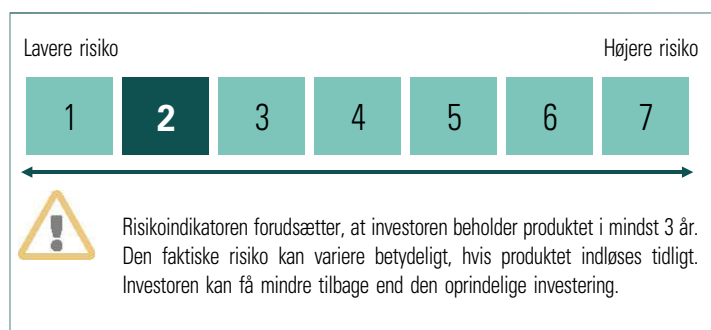 Lavere risiko Højere risiko
1 2 3 4 5 6 7
Risikoindikatoren forudsætter, at investoren beholder produktet i mindst 3 år.
Den faktiske risiko kan variere betydeligt, hvis produktet indløses tidligt.
Investoren kan få mindre tilbage end den oprindelige investering.